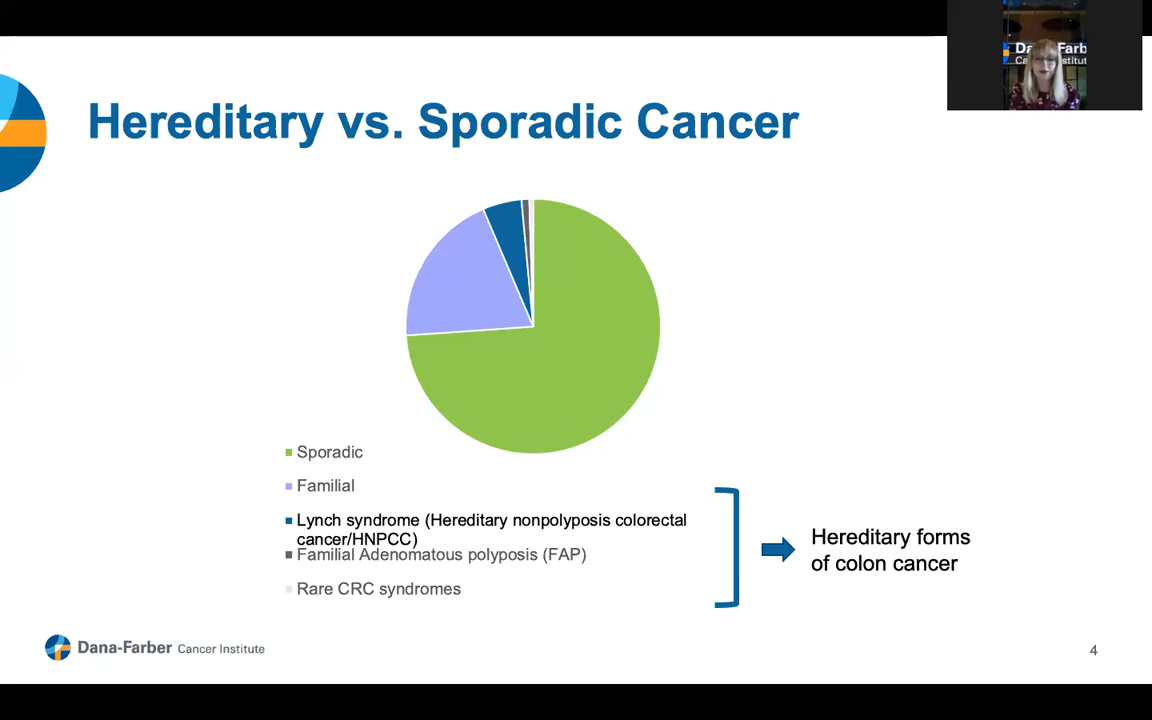 Hereditary vs. Sporadic Cancer
Sporadic
Familial
Lynch syndrome (Hereditary nonpolyposis colorectal
cancer/HNPCC)
Familial Adenomatous polyposis (FAP)
Rare CRC syndromes
Hereditary forms
of colon cancer
Dana-Farber Cancer Institute
4